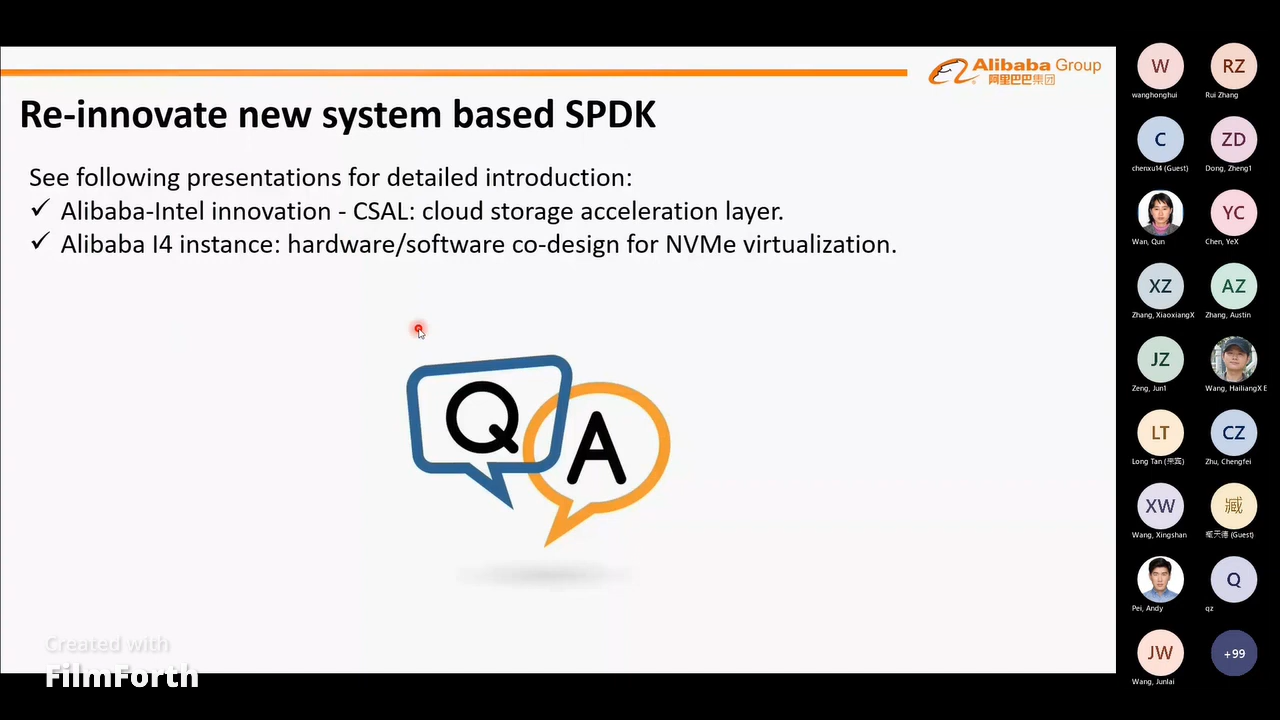 Alibaba Group
阿里巴巴集团
Re-innovate new system based SPDK
See following presentations for detailed introduction:
✓ Alibaba-Intel innovation - CSAL: cloud storage acceleration layer.
✓ Alibaba I4 instance: hardware/software co-design for NVMe virtualization.
Q A
Created with
FilmForth
W RZ
wanghonghui Rui Zhang
C ZD
chenxu14 (Guest) Dong, Zheng1
YC
Wan, Qun Chen, YeX
XZ AZ
Zhang, XiaoxiangX Zhang, Austin
JZ
Zeng, Jun1 Wang, HailiangX E
LT CZ
Long Tan (来宾) Zhu, Chengfei
XW 臧
Wang, Xingshan 臧天德 (Guest)
Q
Pei, Andy qz
JW +99
Wang, Junlai